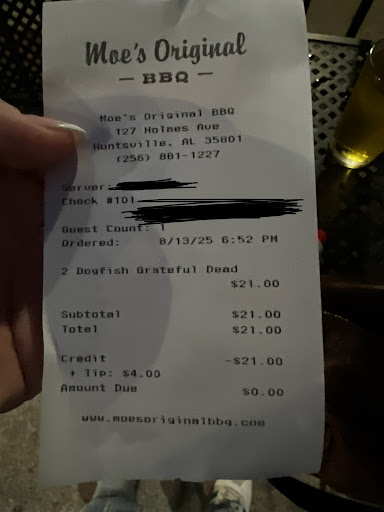 Moe's Original
— BBQ —
Moe's Original BBQ
127 Holmes Ave
Huntsville, AL 35801
(256) 801-1227
Server:
Check #101
Guest Count: 1
Ordered: 8/13/25 6:52 PM
2 Dogfish Grateful Dead
$21.00
Subtotal $21.00
Total $21.00
Credit -$21.00
+ Tip: $4.00
Amount Due $0.00
www.moesoriginalbbq.com